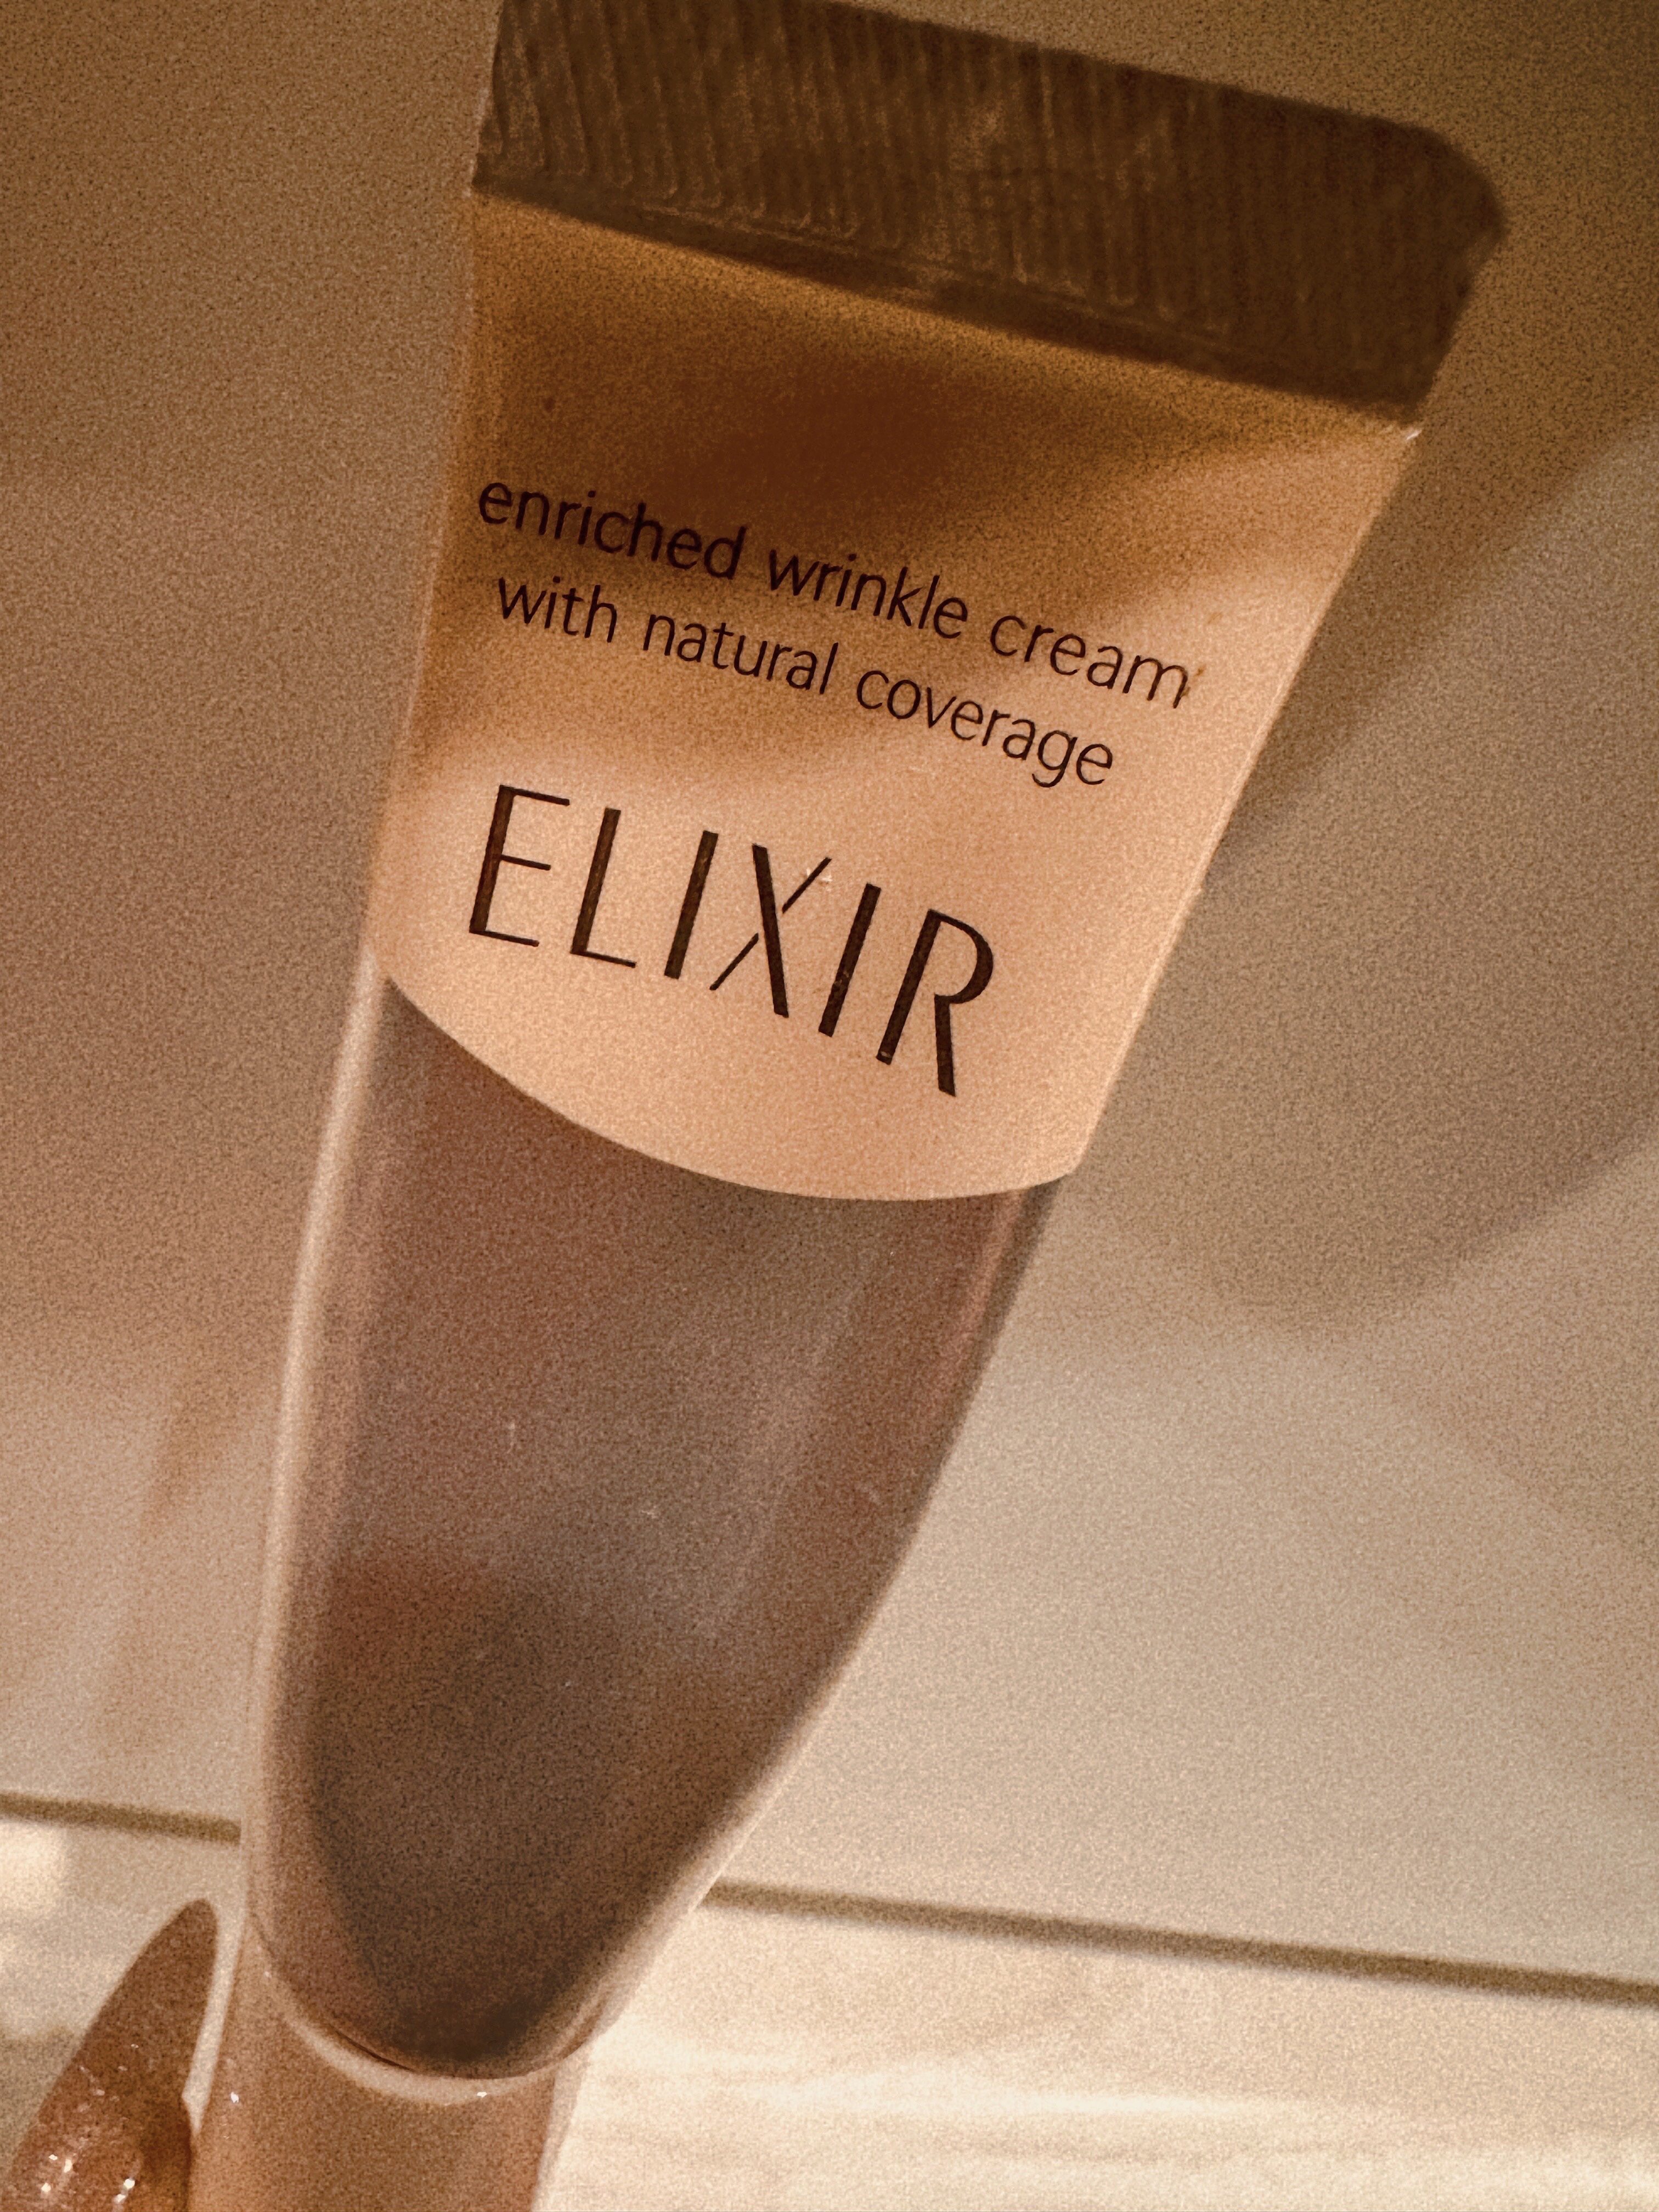 enriched wrinkle cream
with natural coverage
ELIXIR